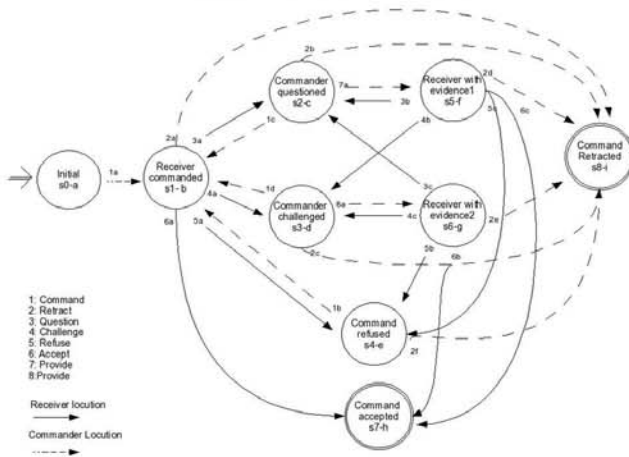 2b
Commander
questioned
s2-c
7a
Receiver with
evidence1
s5-f
2d
3b
5c
6c
1c
2a
3a
4b
Command
Retracted
s8-i
Initial
s0-a
1a
Receiver
commanded
s1- b
4a
1d
3c
Commander
challenged
s3-d
8a
4c
Receiver with
evidence2
s6-g
2e
6a
5a
2c
5b
6b
1b
Command
refused
s4-e
2f
1: Command
2: Retract
3: Question
4: Challenge
5: Refuse
6: Accept
7: Provide
8:Provide
Receiver locution
Commander Locution
Command
accepted
s7-h